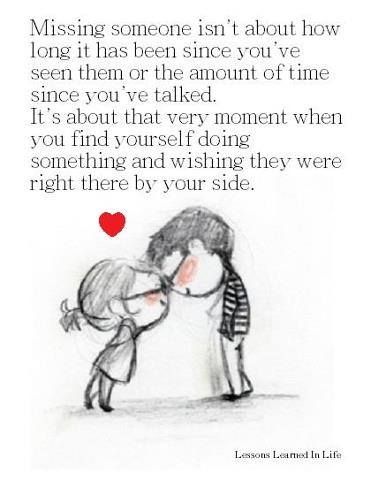 Missing someone isn't about how
long it has been since you've
seen them or the amount of time
since you've talked.
It's about that very moment when
you find yourself doing
something and wishing they were
right there by your side.
Lessons Learned In Life